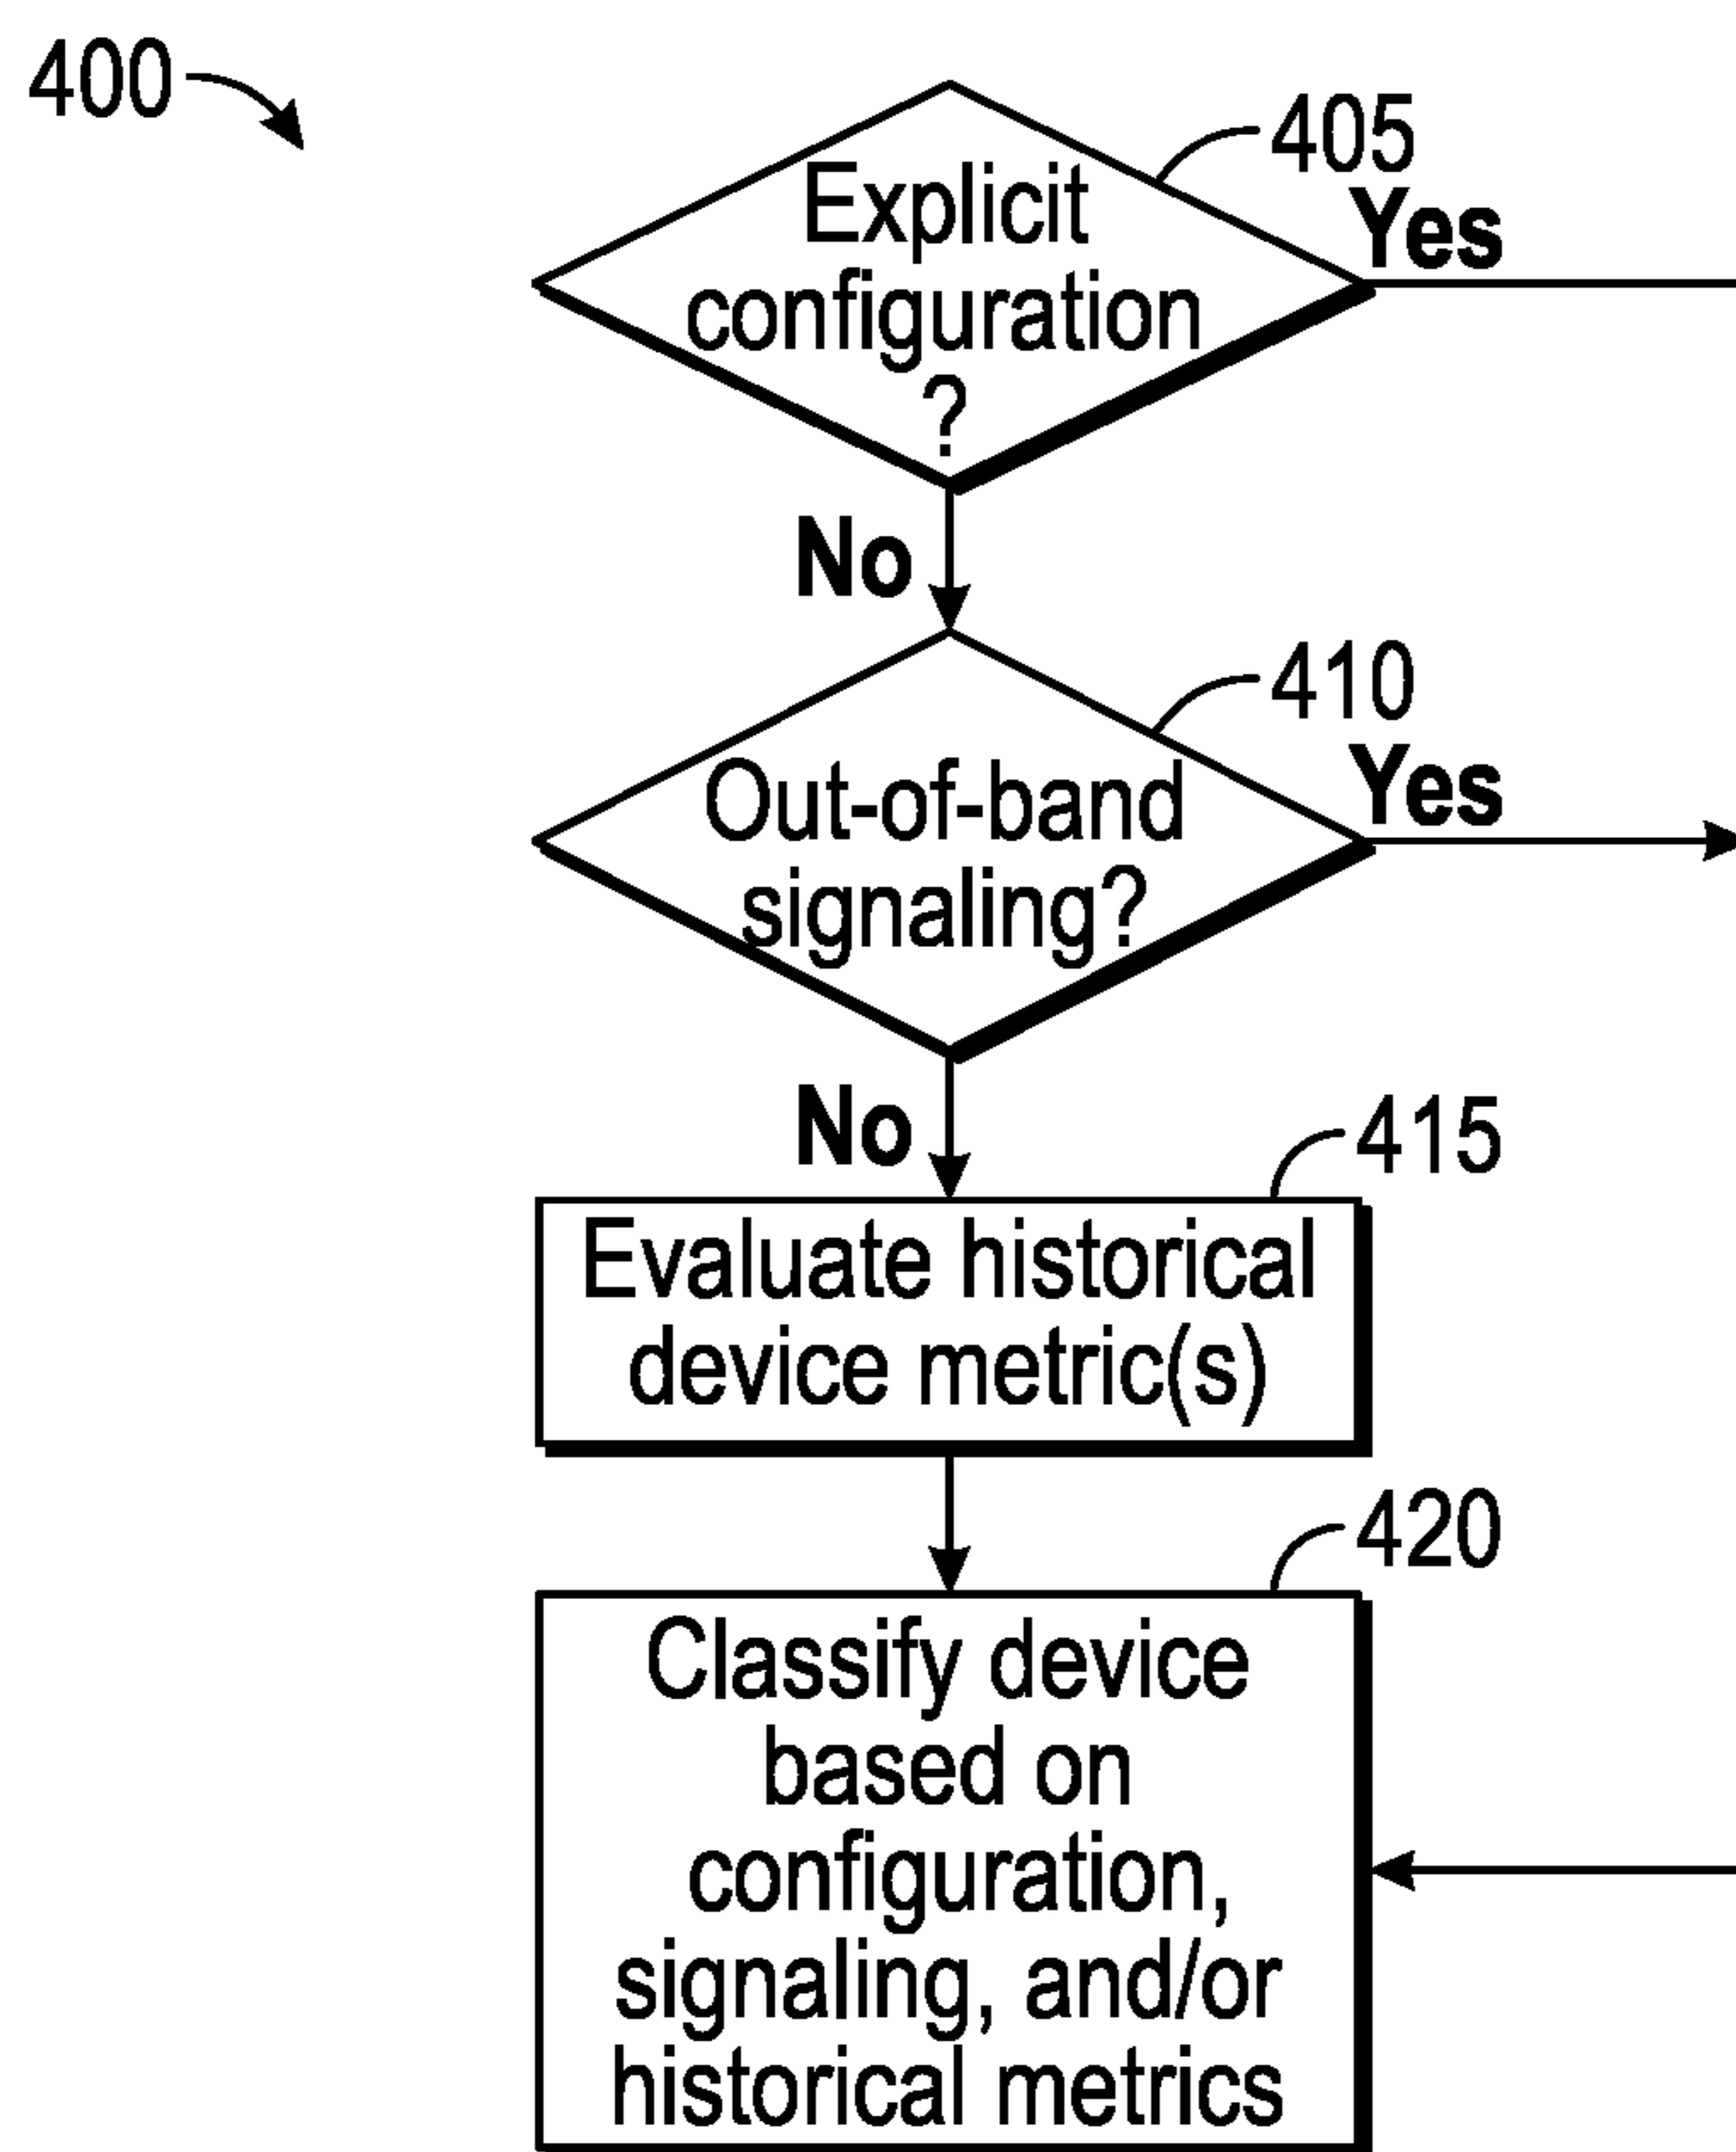 400
405
Explicit
configuration
?
Yes
No
410
Out-of-band
signaling?
Yes
No
415
Evaluate historical
device metric(s)
420
Classify device
based on
configuration,
signaling, and/or
historical metrics